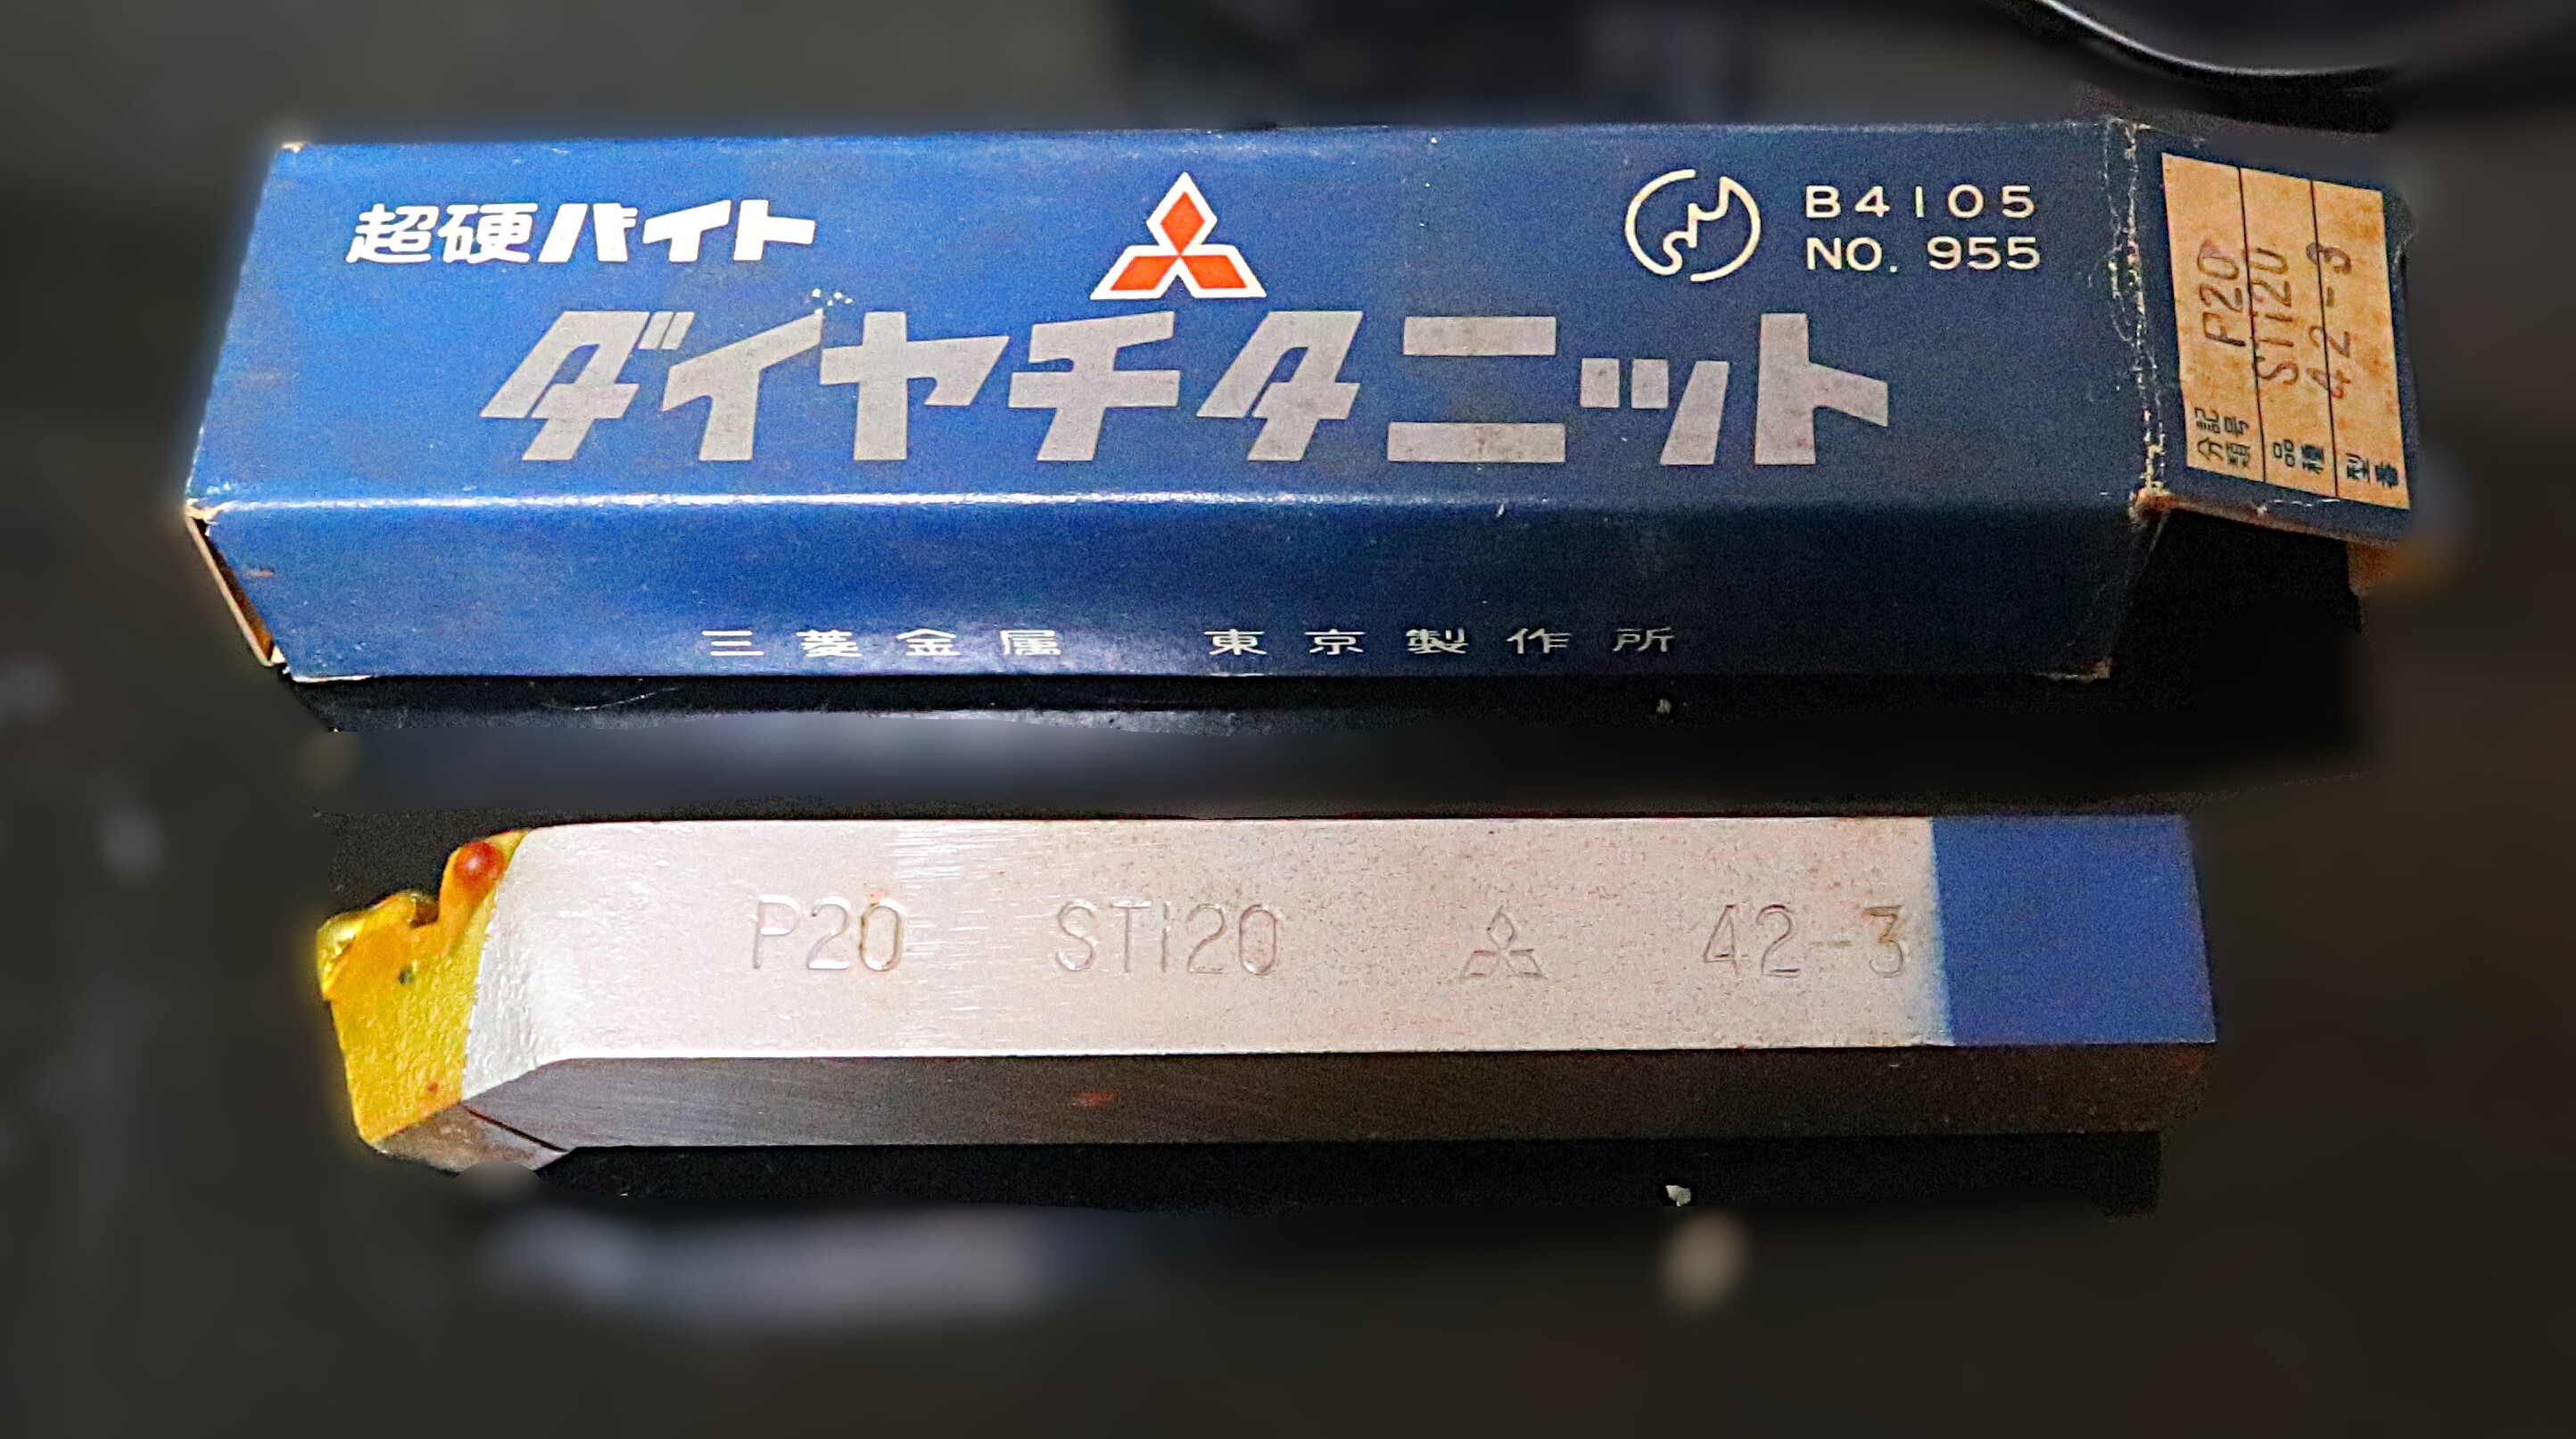 超硬バイト
B4105
NO. 955
ダイヤチタニット
三菱金属 東京製作所
分類記号 P20
品種 STi20
型番 42-3
P20 STi20 42-3